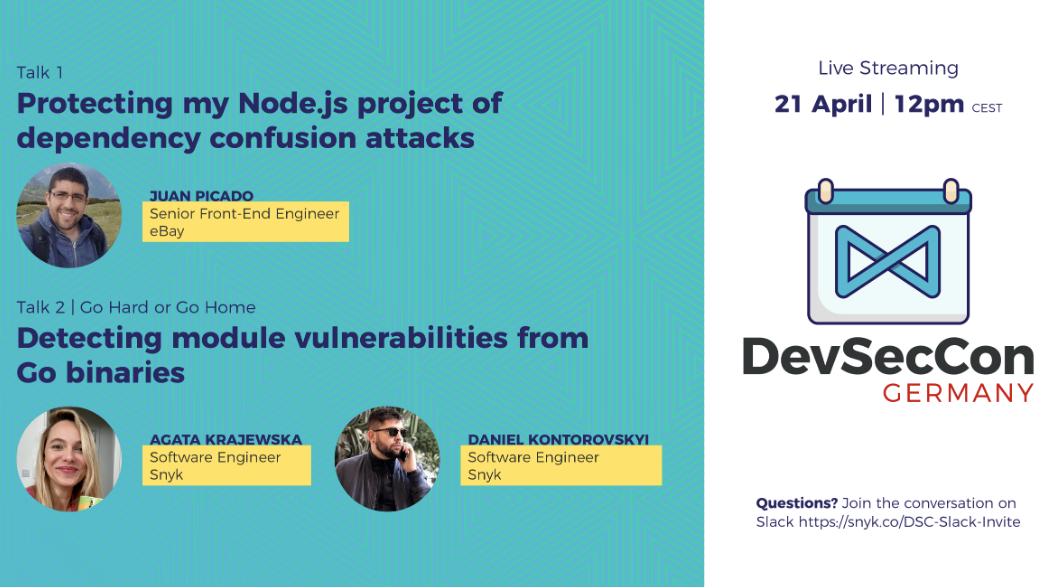 Talk 1
Protecting my Node.js project of
dependency confusion attacks
JUAN PICADO
Senior Front-End Engineer
eBay
Talk 2 | Go Hard or Go Home
Detecting module vulnerabilities from
Go binaries
AGATA KRAJEWSKA
Software Engineer
Snyk
DANIEL KONTOROVSKYI
Software Engineer
Snyk
Live Streaming
21 April | 12pm CEST
DevSecCon
GERMANY
Questions? Join the conversation on
Slack https://snyk.co/DSC-Slack-Invite